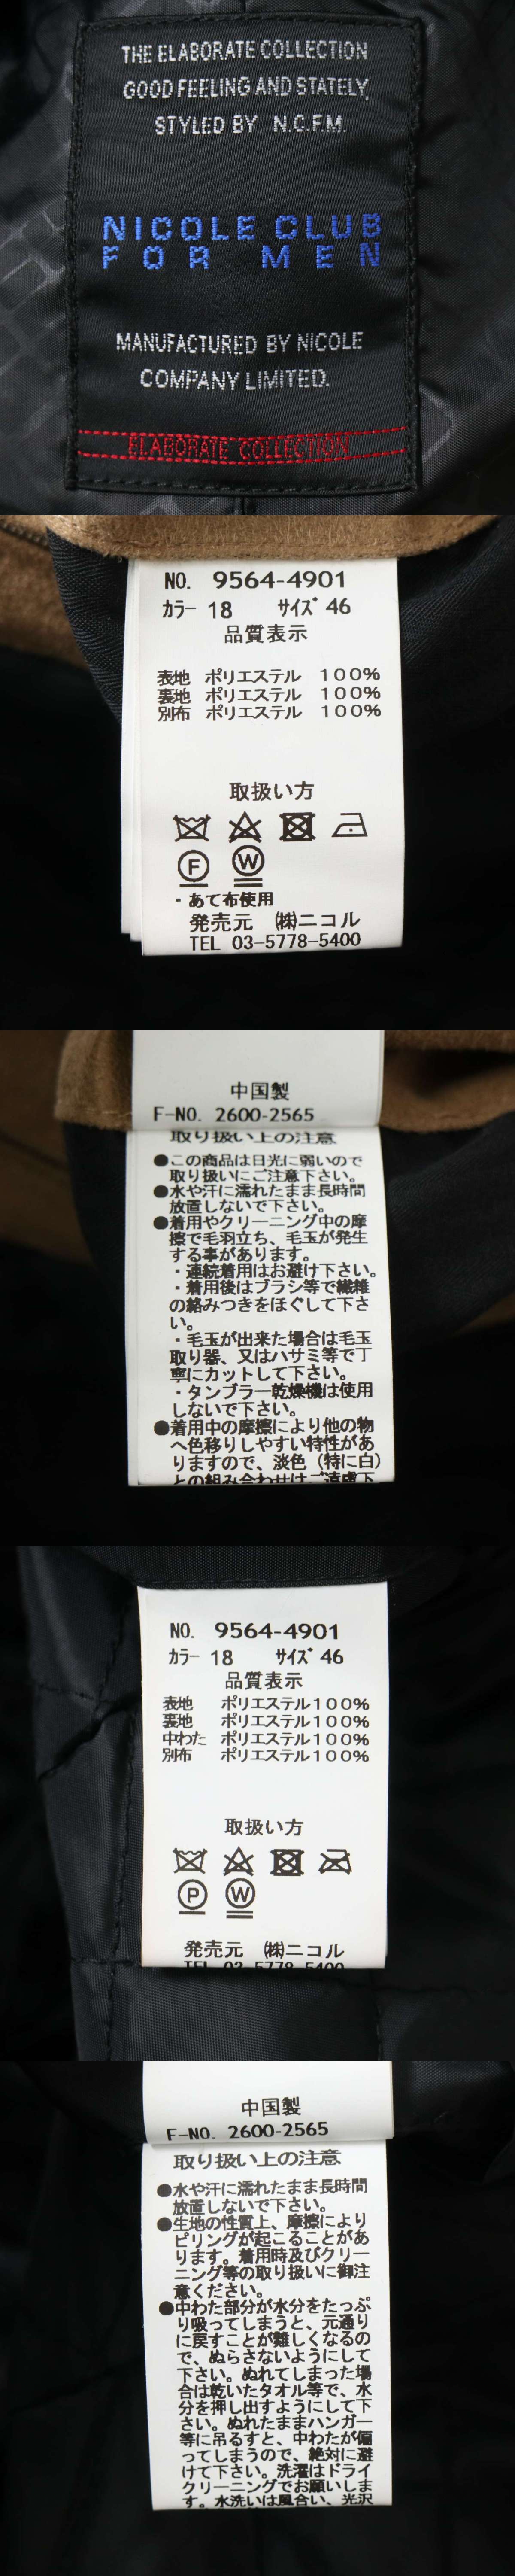 THE ELABORATE COLLECTION
GOOD FEELING AND STATELY,
STYLED BY N.C.F.M.
NICOLE CLUB
FOR MEN
MANUFACTURED BY NICOLE
COMPANY LIMITED.
ELABORATE COLLECTION
NO. 9564-4901
カラー 18 サイズ 46
品質表示
表地 ポリエステル 100%
裏地 ポリエステル 100%
別布 ポリエステル 100%
取扱い方
F W
・あて布使用
発売元 ㈱ニコル
TEL 03-5778-5400
中国製
F-NO. 2600-2565
取り扱い上の注意
●この商品は日光に弱いので
取り扱いにご注意下さい。
●水や汗に濡れたまま長時間
放置しないで下さい。
●着用やクリーニング中の摩
擦で毛羽立ち、毛玉が発生
する事があります。
・連続着用はお避け下さい。
・着用後はブラシ等で繊維
の絡みつきをほぐして下さ
い。
・毛玉が出来た場合は毛玉
取り器、又はハサミ等で丁
寧にカットして下さい。
・タンブラー乾燥機は使用
しないで下さい。
●着用中の摩擦により他の物
へ色移りしやすい特性があ
りますので、淡色（特に白）
との組み合わせはご遠慮下
NO. 9564-4901
カラー 18 サイズ 46
品質表示
表地 ポリエステル100%
裏地 ポリエステル100%
中わた ポリエステル100%
別布 ポリエステル100%
取扱い方
P W
発売元 ㈱ニコル
TEL 03-5778-5400
中国製
F-NO. 2600-2565
取り扱い上の注意
●水や汗に濡れたまま長時間
放置しないで下さい。
●生地の性質上、摩擦により
ピリングが起こることがあ
ります。着用時及びクリー
ニング等の取り扱いに御注
意ください。
●中わた部分が水分をたっぷ
り吸ってしまうと、元通り
に戻すことが難しくなるの
で、ぬらさないようにして
下さい。ぬれてしまった場
合は乾いたタオル等で、水
分を押し出すようにして下
さい。ぬれたままハンガー
等に吊るすと、中わたが偏
ってしまうので、絶対に避
けて下さい。洗濯はドライ
クリーニングでお願いしま
す。水洗いは風合い、光沢